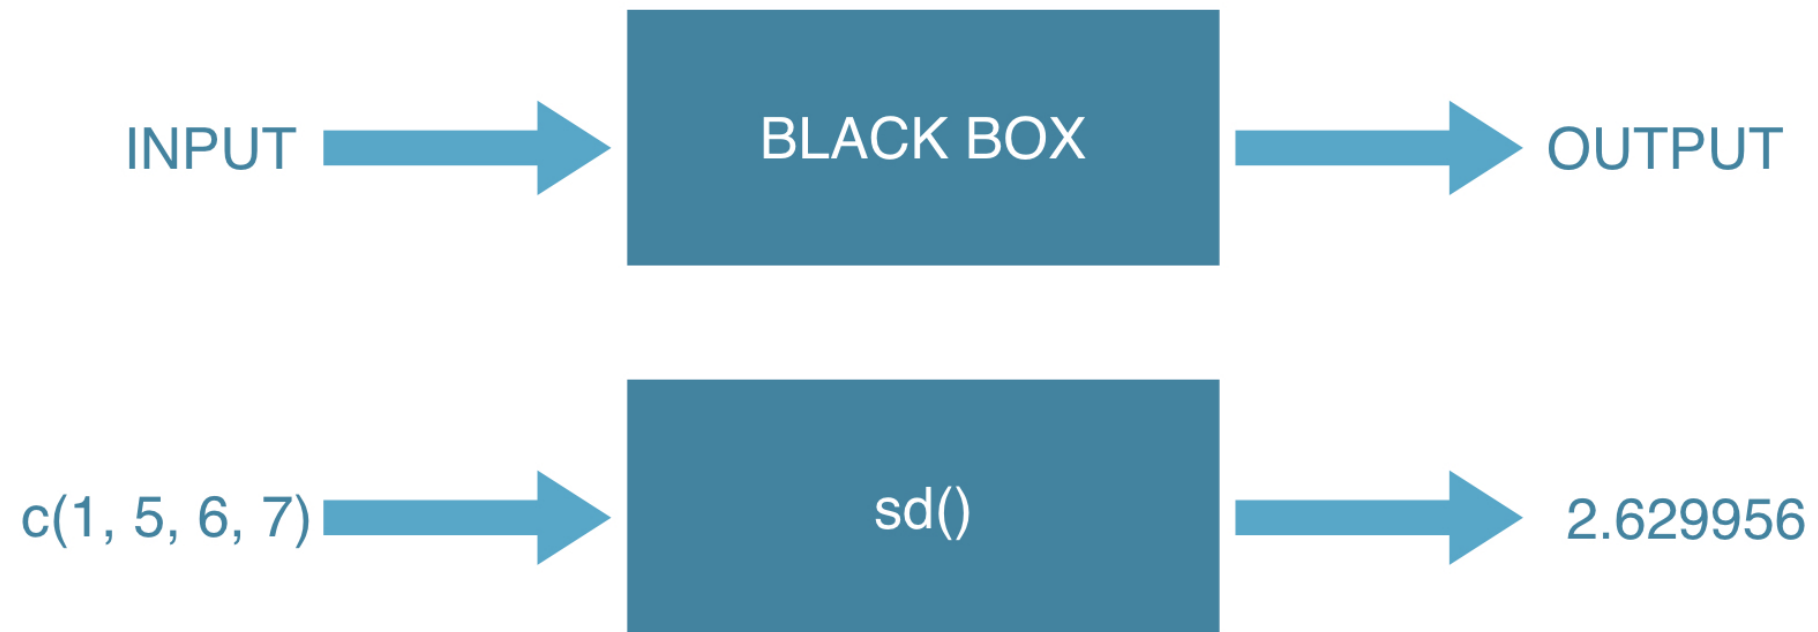 INPUT
BLACK BOX
OUTPUT
c(1, 5, 6, 7)
sd()
2.629956